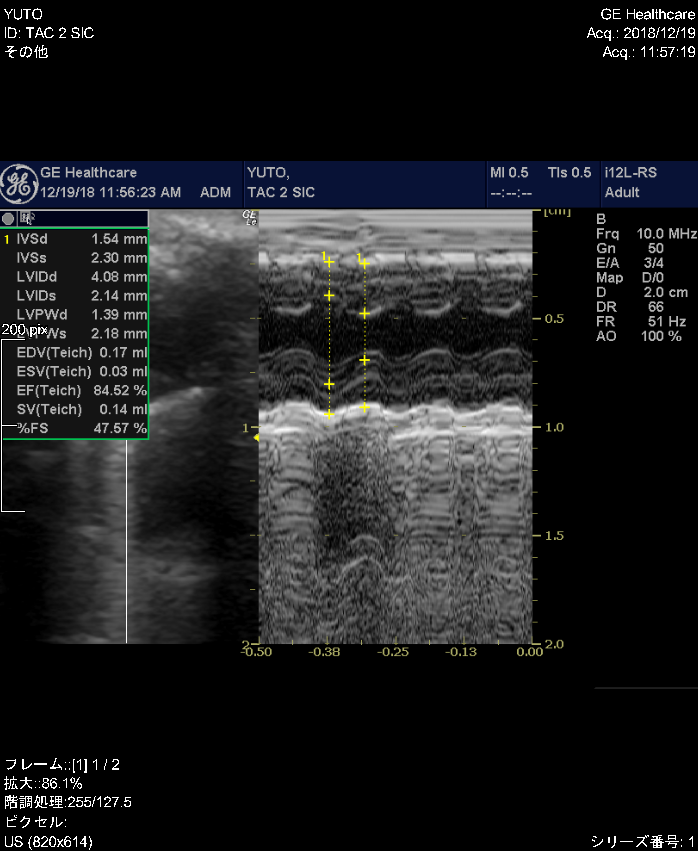 YUTO
ID: TAC 2 SIC
その他
GE Healthcare
Acq.: 2018/12/19
Acq.: 11:57:19
GE Healthcare
12/19/18 11:56:23 AM ADM
YUTO,
TAC 2 SIC
MI 0.5 TIs 0.5
--:--:--
i12L-RS
Adult
1 IVSd 1.54 mm
IVSs 2.30 mm
LVIDd 4.08 mm
LVIDs 2.14 mm
LVPWd 1.39 mm
200 pix
LVPWs 2.18 mm
EDV(Teich) 0.17 ml
ESV(Teich) 0.03 ml
EF(Teich) 84.52 %
SV(Teich) 0.14 ml
%FS 47.57 %
GE
1 1
[cm]
0.5
1 1.0
1.5
2 2.0
-0.50 -0.38 -0.25 -0.13 0.00
B
Frq 10.0 MHz
Gn 50
E/A 3/4
Map D/0
D 2.0 cm
DR 66
FR 51 Hz
AO 100 %
フレーム::[1] 1 / 2
拡大::86.1%
階調処理:255/127.5
ピクセル:
US (820x614)
シリーズ番号: 1